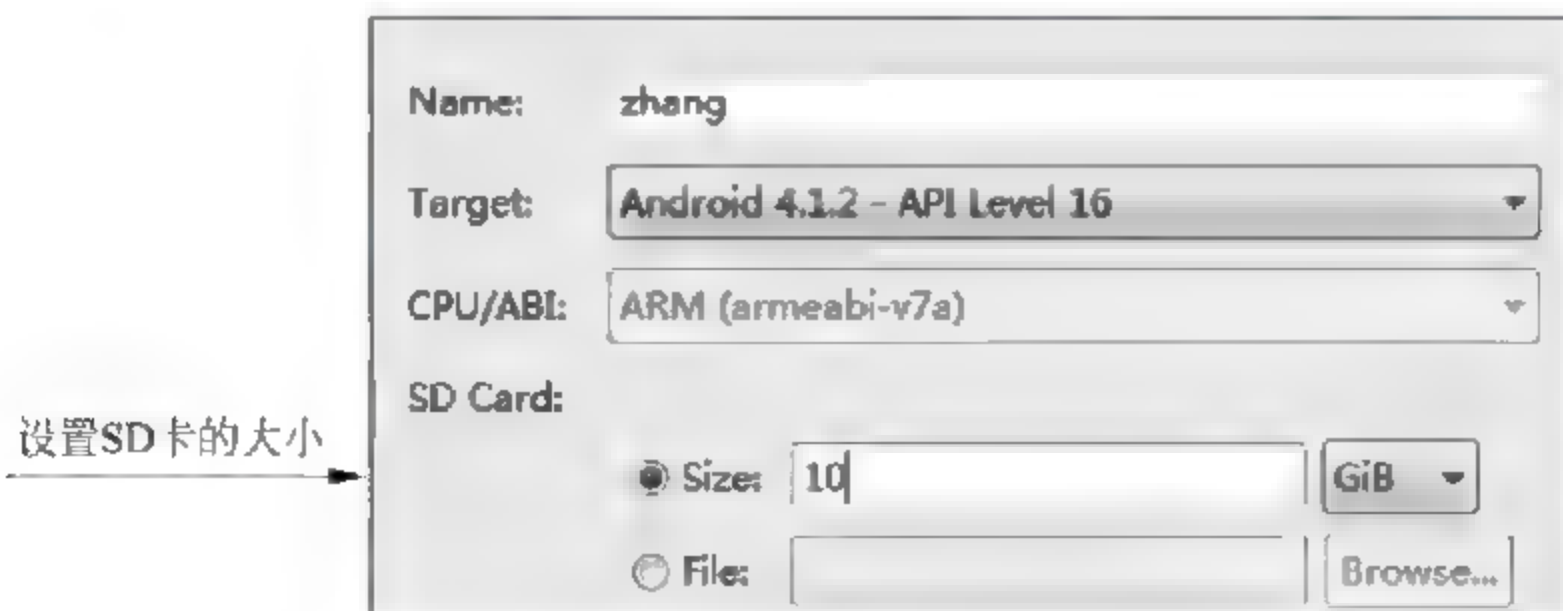 Name: zhang
Target: Android 4.1.2 - API Level 16
CPU/ABI: ARM (armeabi-v7a)
SD Card:
设置SD卡的大小
Size: 10 GiB
File: Browse...